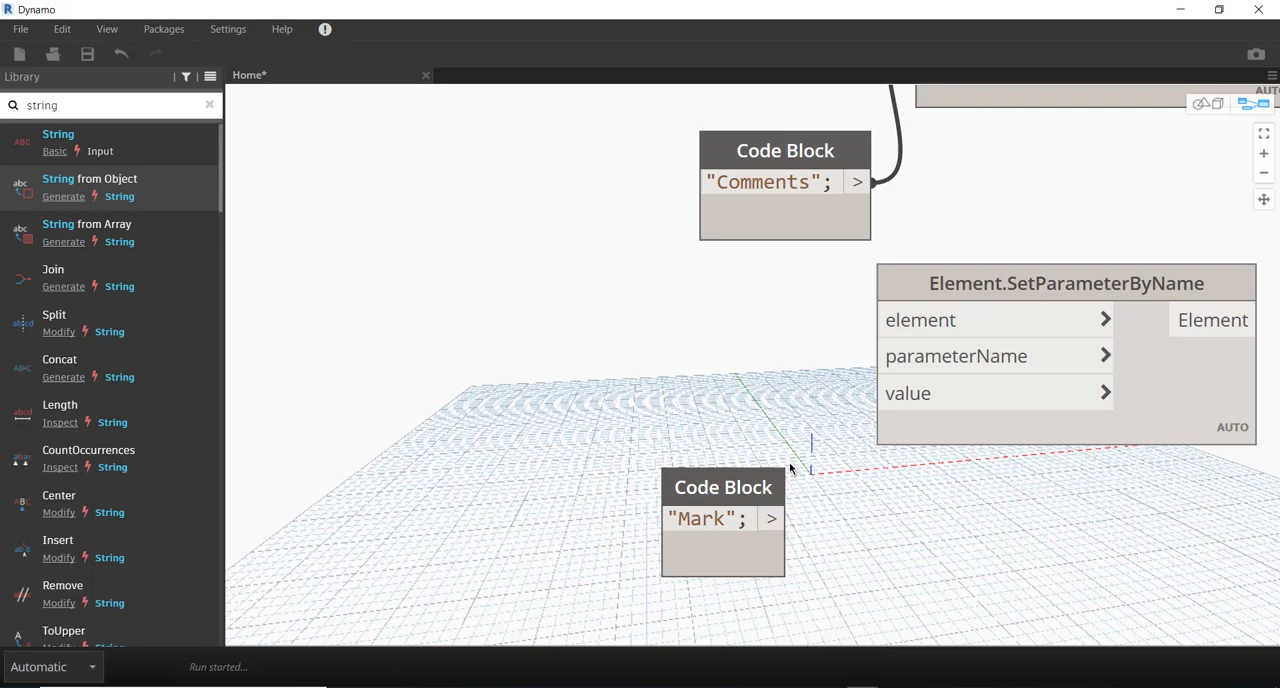 Dynamo
File Edit View Packages Settings Help
Library
Home*
string
String
Basic Input
String from Object
Generate String
String from Array
Generate String
Join
Generate String
Split
Modify String
Concat
Generate String
Length
Inspect String
CountOccurrences
Inspect String
Center
Modify String
Insert
Modify String
Remove
Modify String
ToUpper
Modify String
AUTO
Code Block
"Comments"; >
Element.SetParameterByName
element Element
parameterName
value
AUTO
Code Block
"Mark"; >
Automatic
Run started...